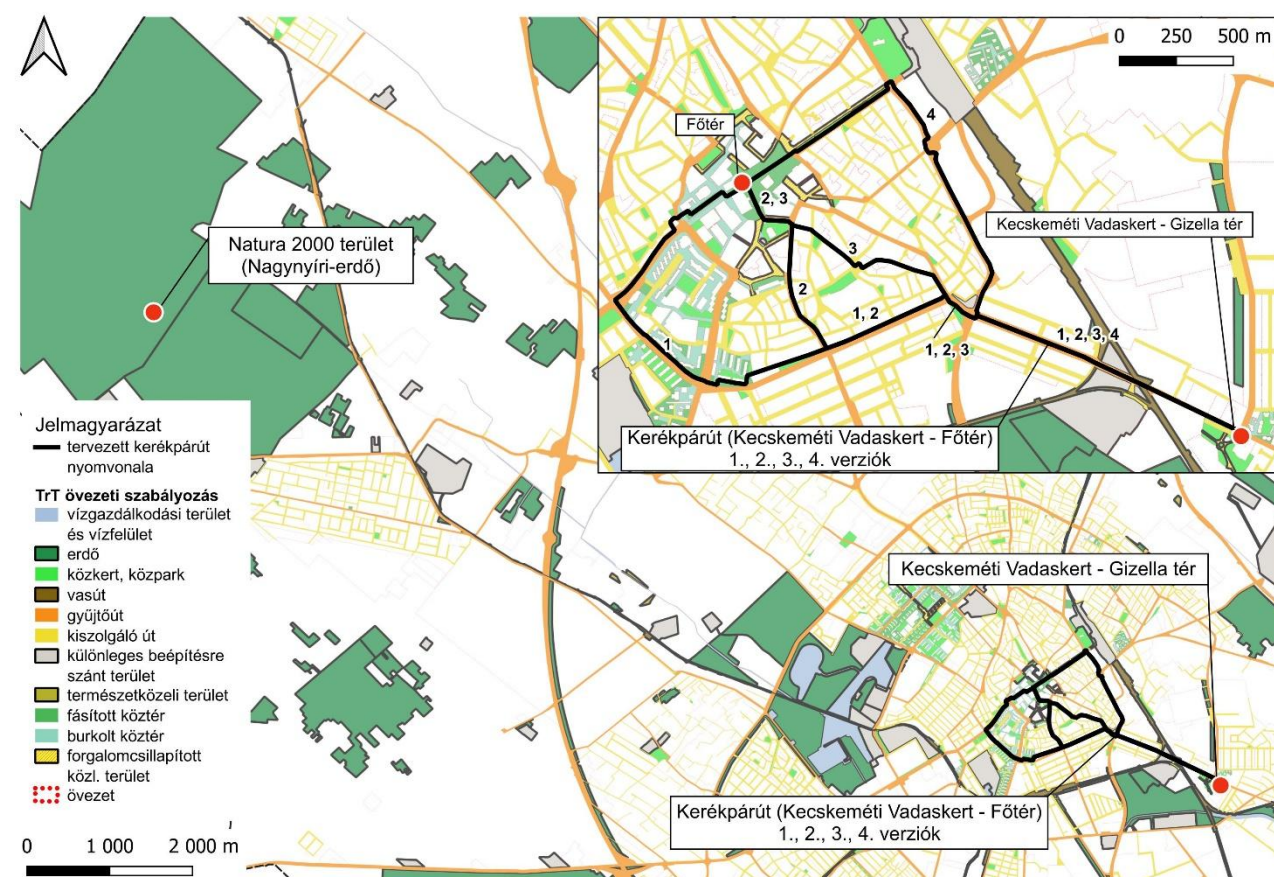 0 250 500 m
Főtér
4
2, 3
3
2
1, 2
1
1, 2, 3
1, 2, 3, 4
Kecskeméti Vadaskert - Gizella tér
Kerékpárút (Kecskeméti Vadaskert - Főtér)
1., 2., 3., 4. verziók
Natura 2000 terület
(Nagynyíri-erdő)
Jelmagyarázat
tervezett kerékpárút
nyomvonala
TrT övezeti szabályozás
vízgazdálkodási terület
és vízfelület
erdő
közkert, közpark
vasút
gyűjtőút
kiszolgáló út
különleges beépítésre
szánt terület
természetközeli terület
fásított köztér
burkolt köztér
forgalomcsillapított
közl. terület
övezet
0 1 000 2 000 m
Kecskeméti Vadaskert - Gizella tér
Kerékpárút (Kecskeméti Vadaskert - Főtér)
1., 2., 3., 4. verziók